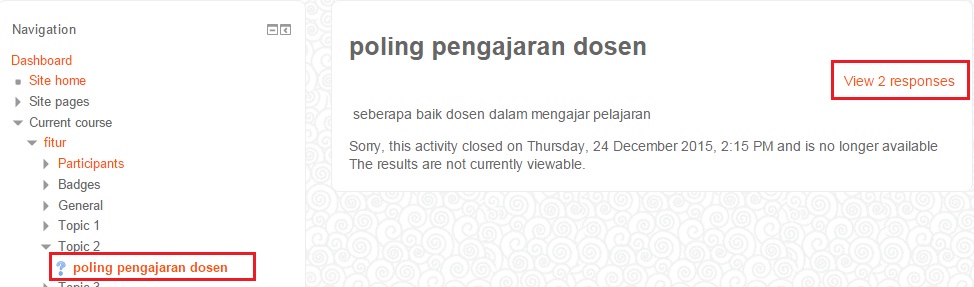 Navigation
Dashboard
Site home
Site pages
Current course
fitur
Participants
Badges
General
Topic 1
Topic 2
poling pengajaran dosen
Topic 3
poling pengajaran dosen
View 2 responses
seberapa baik dosen dalam mengajar pelajaran
Sorry, this activity closed on Thursday, 24 December 2015, 2:15 PM and is no longer available
The results are not currently viewable.